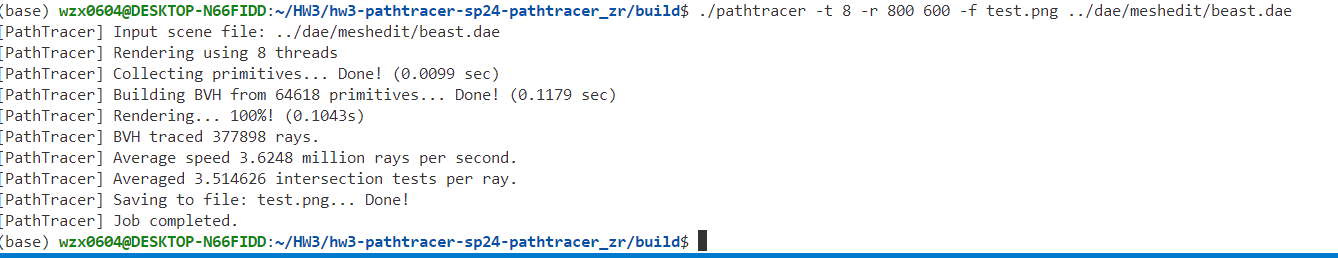 (base) wzx0604@DESKTOP-N66FIDD:~/HW3/hw3-pathtracer-sp24-pathtracer_zr/build$ ./pathtracer -t 8 -r 800 600 -f test.png ../dae/meshedit/beast.dae
[PathTracer] Input scene file: ../dae/meshedit/beast.dae
[PathTracer] Rendering using 8 threads
[PathTracer] Collecting primitives... Done! (0.0099 sec)
[PathTracer] Building BVH from 64618 primitives... Done! (0.1179 sec)
[PathTracer] Rendering... 100%! (0.1043s)
[PathTracer] BVH traced 377898 rays.
[PathTracer] Average speed 3.6248 million rays per second.
[PathTracer] Averaged 3.514626 intersection tests per ray.
[PathTracer] Saving to file: test.png... Done!
[PathTracer] Job completed.
(base) wzx0604@DESKTOP-N66FIDD:~/HW3/hw3-pathtracer-sp24-pathtracer_zr/build$